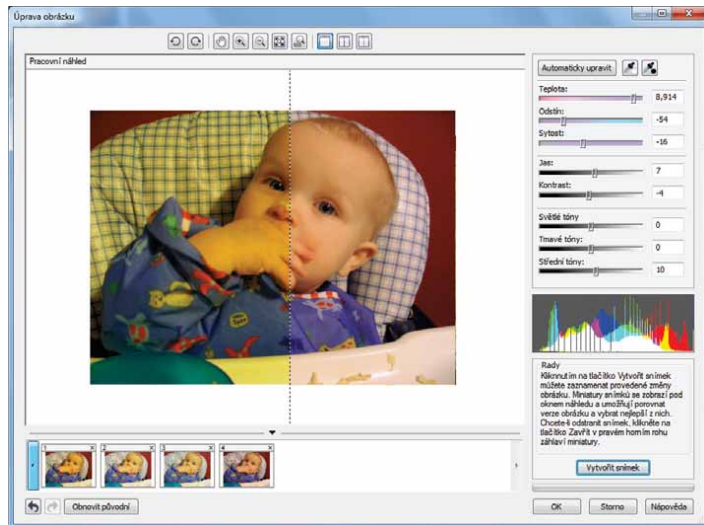 Úprava obrázku
Pracovní náhled
Automaticky upravit
Teplota:
8,914
Odstín:
-54
Sytost:
-16
Jas:
7
Kontrast:
-4
Světlé tóny
0
Tmavé tóny:
0
Střední tóny:
10
Rady
Kliknutím na tlačítko Vytvořit snímek
můžete zaznamenat provedené změny
obrázku. Miniatury snímků se zobrazí pod
oknem náhledu a umožňují porovnat
verze obrázku a vybrat nejlepší z nich.
Chcete-li odstranit snímek, klikněte na
tlačítko Zavřít v pravém horním rohu
záhlaví miniatury.
Vytvořit snímek
1 2 3 4
Obnovit původní
OK Storno Nápověda